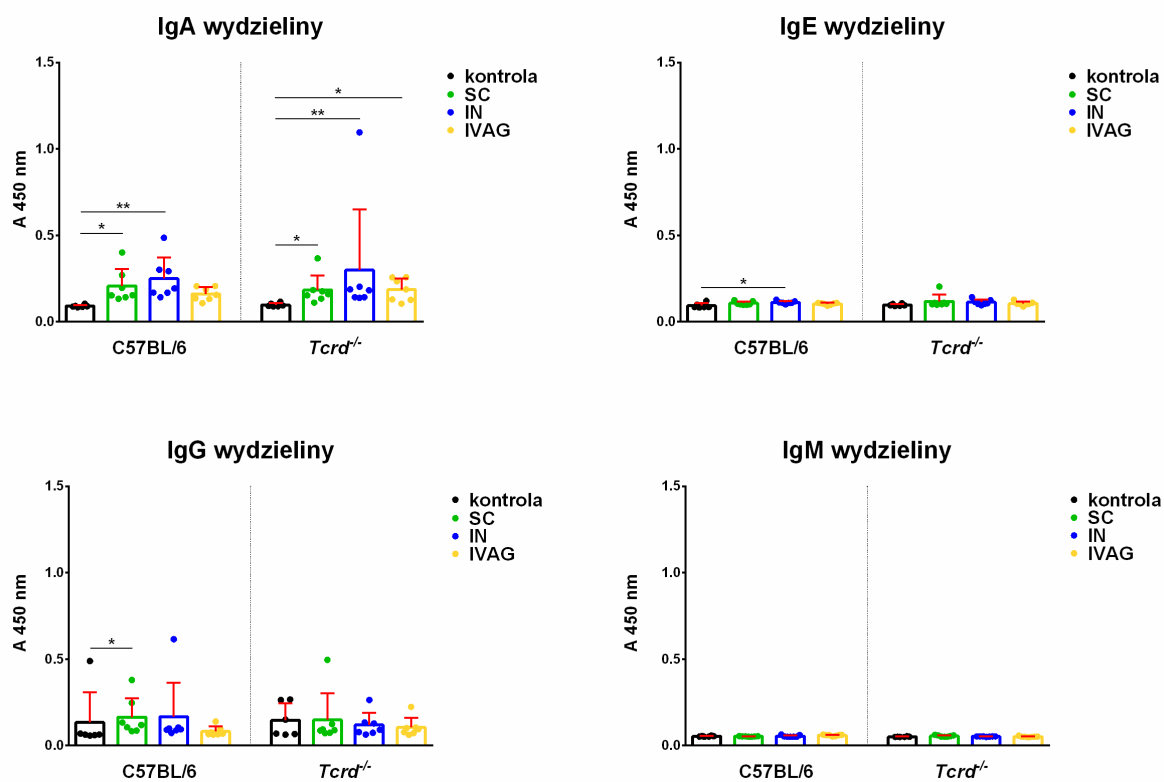 IgA wydzieliny
1.5
1.0
0.5
0.0
A 450 nm
*
**
*
**
*
kontrola
SC
IN
IVAG
C57BL/6
Tcrd-/-
IgE wydzieliny
1.5
1.0
0.5
0.0
A 450 nm
*
kontrola
SC
IN
IVAG
C57BL/6
Tcrd-/-
IgG wydzieliny
1.5
1.0
0.5
0.0
A 450 nm
*
kontrola
SC
IN
IVAG
C57BL/6
Tcrd-/-
IgM wydzieliny
1.5
1.0
0.5
0.0
A 450 nm
kontrola
SC
IN
IVAG
C57BL/6
Tcrd-/-